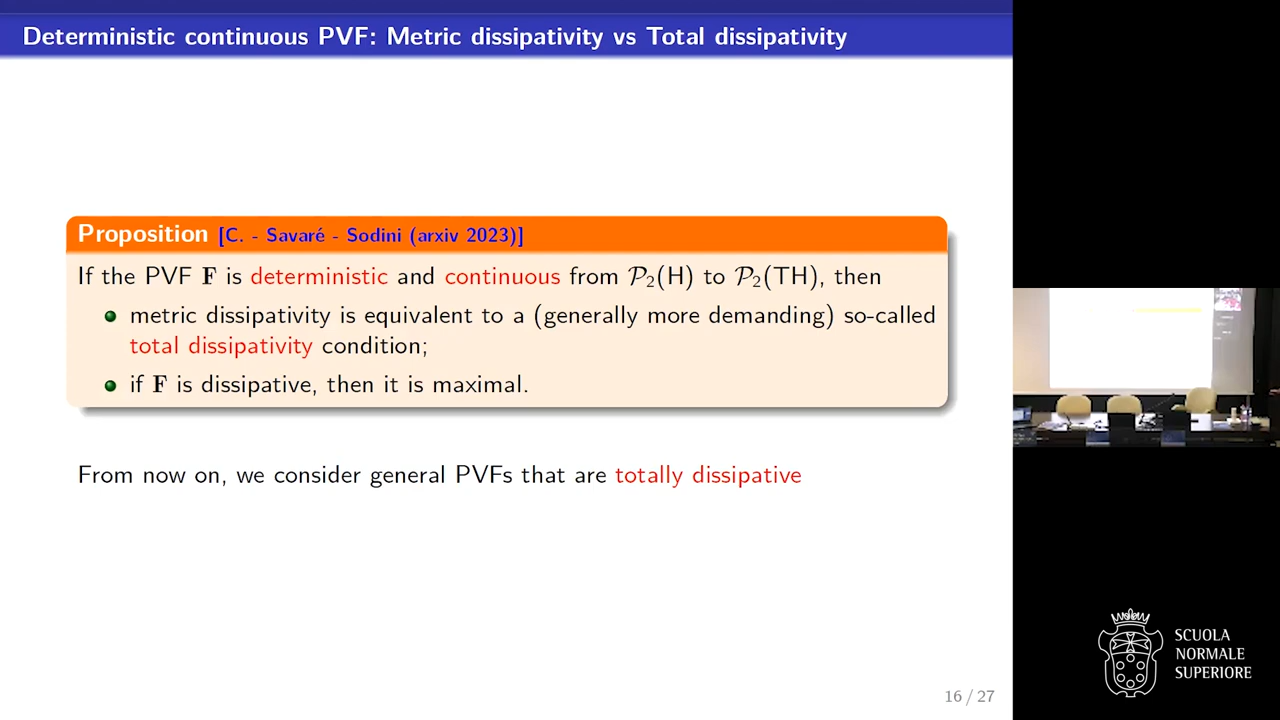 Deterministic continuous PVF: Metric dissipativity vs Total dissipativity
Proposition [C. - Savaré - Sodini (arxiv 2023)]
If the PVF F is deterministic and continuous from 𝒫₂(H) to 𝒫₂(TH), then
metric dissipativity is equivalent to a (generally more demanding) so-called
total dissipativity condition;
if F is dissipative, then it is maximal.
From now on, we consider general PVFs that are totally dissipative
16 / 27
SCUOLA
NORMALE
SUPERIORE